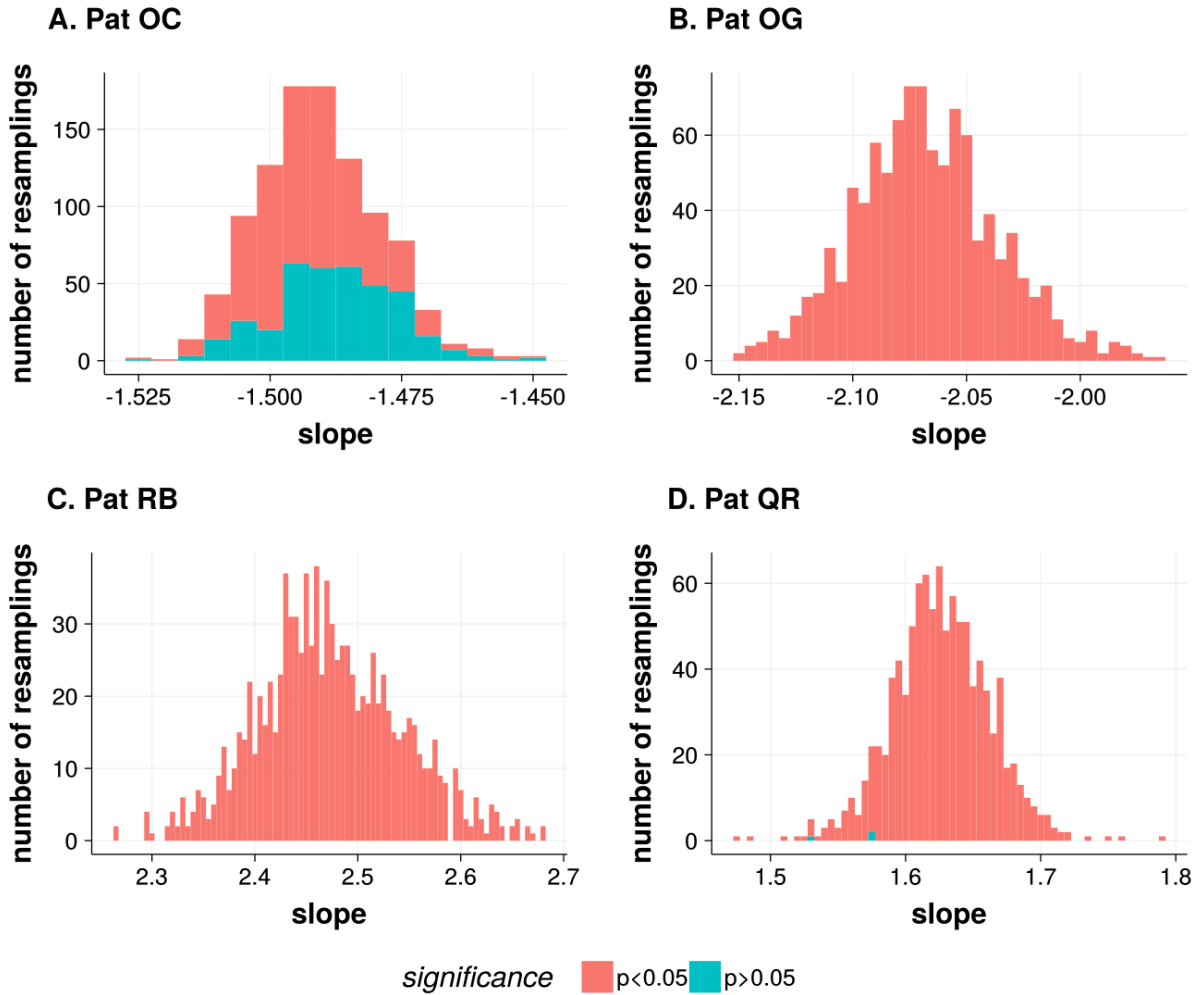 A. Pat OC
number of resamplings
150
100
50
0
-1.525 -1.500 -1.475 -1.450
slope
B. Pat OG
number of resamplings
60
40
20
0
-2.15 -2.10 -2.05 -2.00
slope
C. Pat RB
number of resamplings
30
20
10
0
2.3 2.4 2.5 2.6 2.7
slope
D. Pat QR
number of resamplings
60
40
20
0
1.5 1.6 1.7 1.8
slope
significance p<0.05 p>0.05